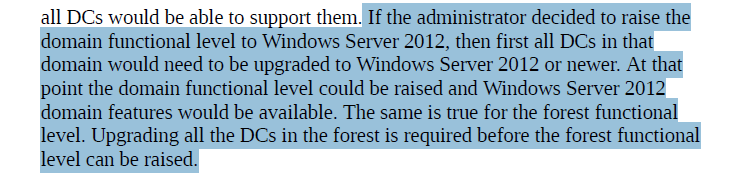 all DCs would be able to support them. If the administrator decided to raise the
domain functional level to Windows Server 2012, then first all DCs in that
domain would need to be upgraded to Windows Server 2012 or newer. At that
point the domain functional level could be raised and Windows Server 2012
domain features would be available. The same is true for the forest functional
level. Upgrading all the DCs in the forest is required before the forest functional
level can be raised.